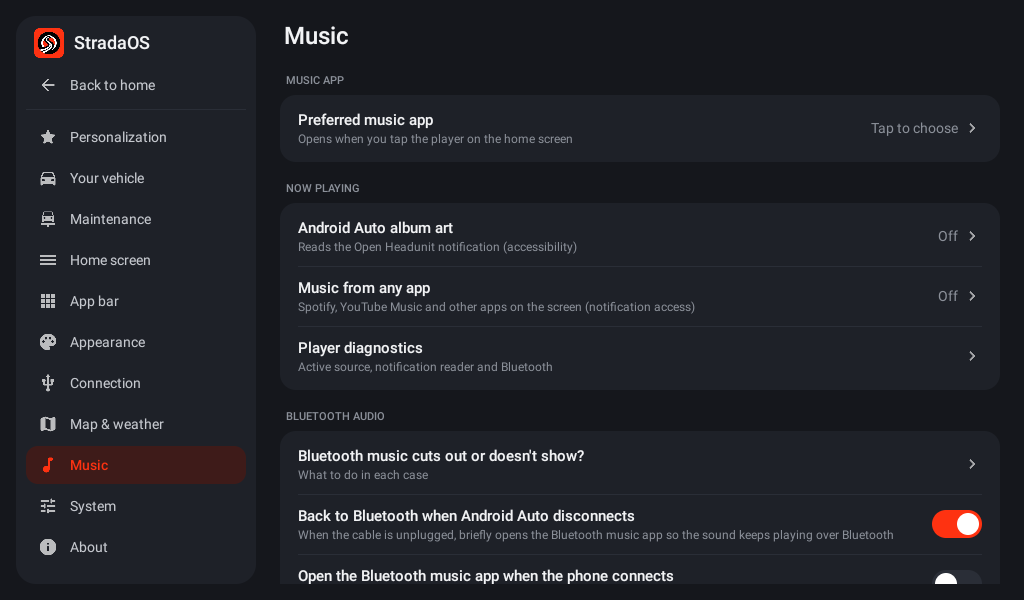 StradaOS
Back to home
Personalization
Your vehicle
Maintenance
Home screen
App bar
Appearance
Connection
Map & weather
Music
System
About
Music
MUSIC APP
Preferred music app
Opens when you tap the player on the home screen
Tap to choose
NOW PLAYING
Android Auto album art
Reads the Open Headunit notification (accessibility)
Off
Music from any app
Spotify, YouTube Music and other apps on the screen (notification access)
Off
Player diagnostics
Active source, notification reader and Bluetooth
BLUETOOTH AUDIO
Bluetooth music cuts out or doesn't show?
What to do in each case
Back to Bluetooth when Android Auto disconnects
When the cable is unplugged, briefly opens the Bluetooth music app so the sound keeps playing over Bluetooth
Open the Bluetooth music app when the phone connects